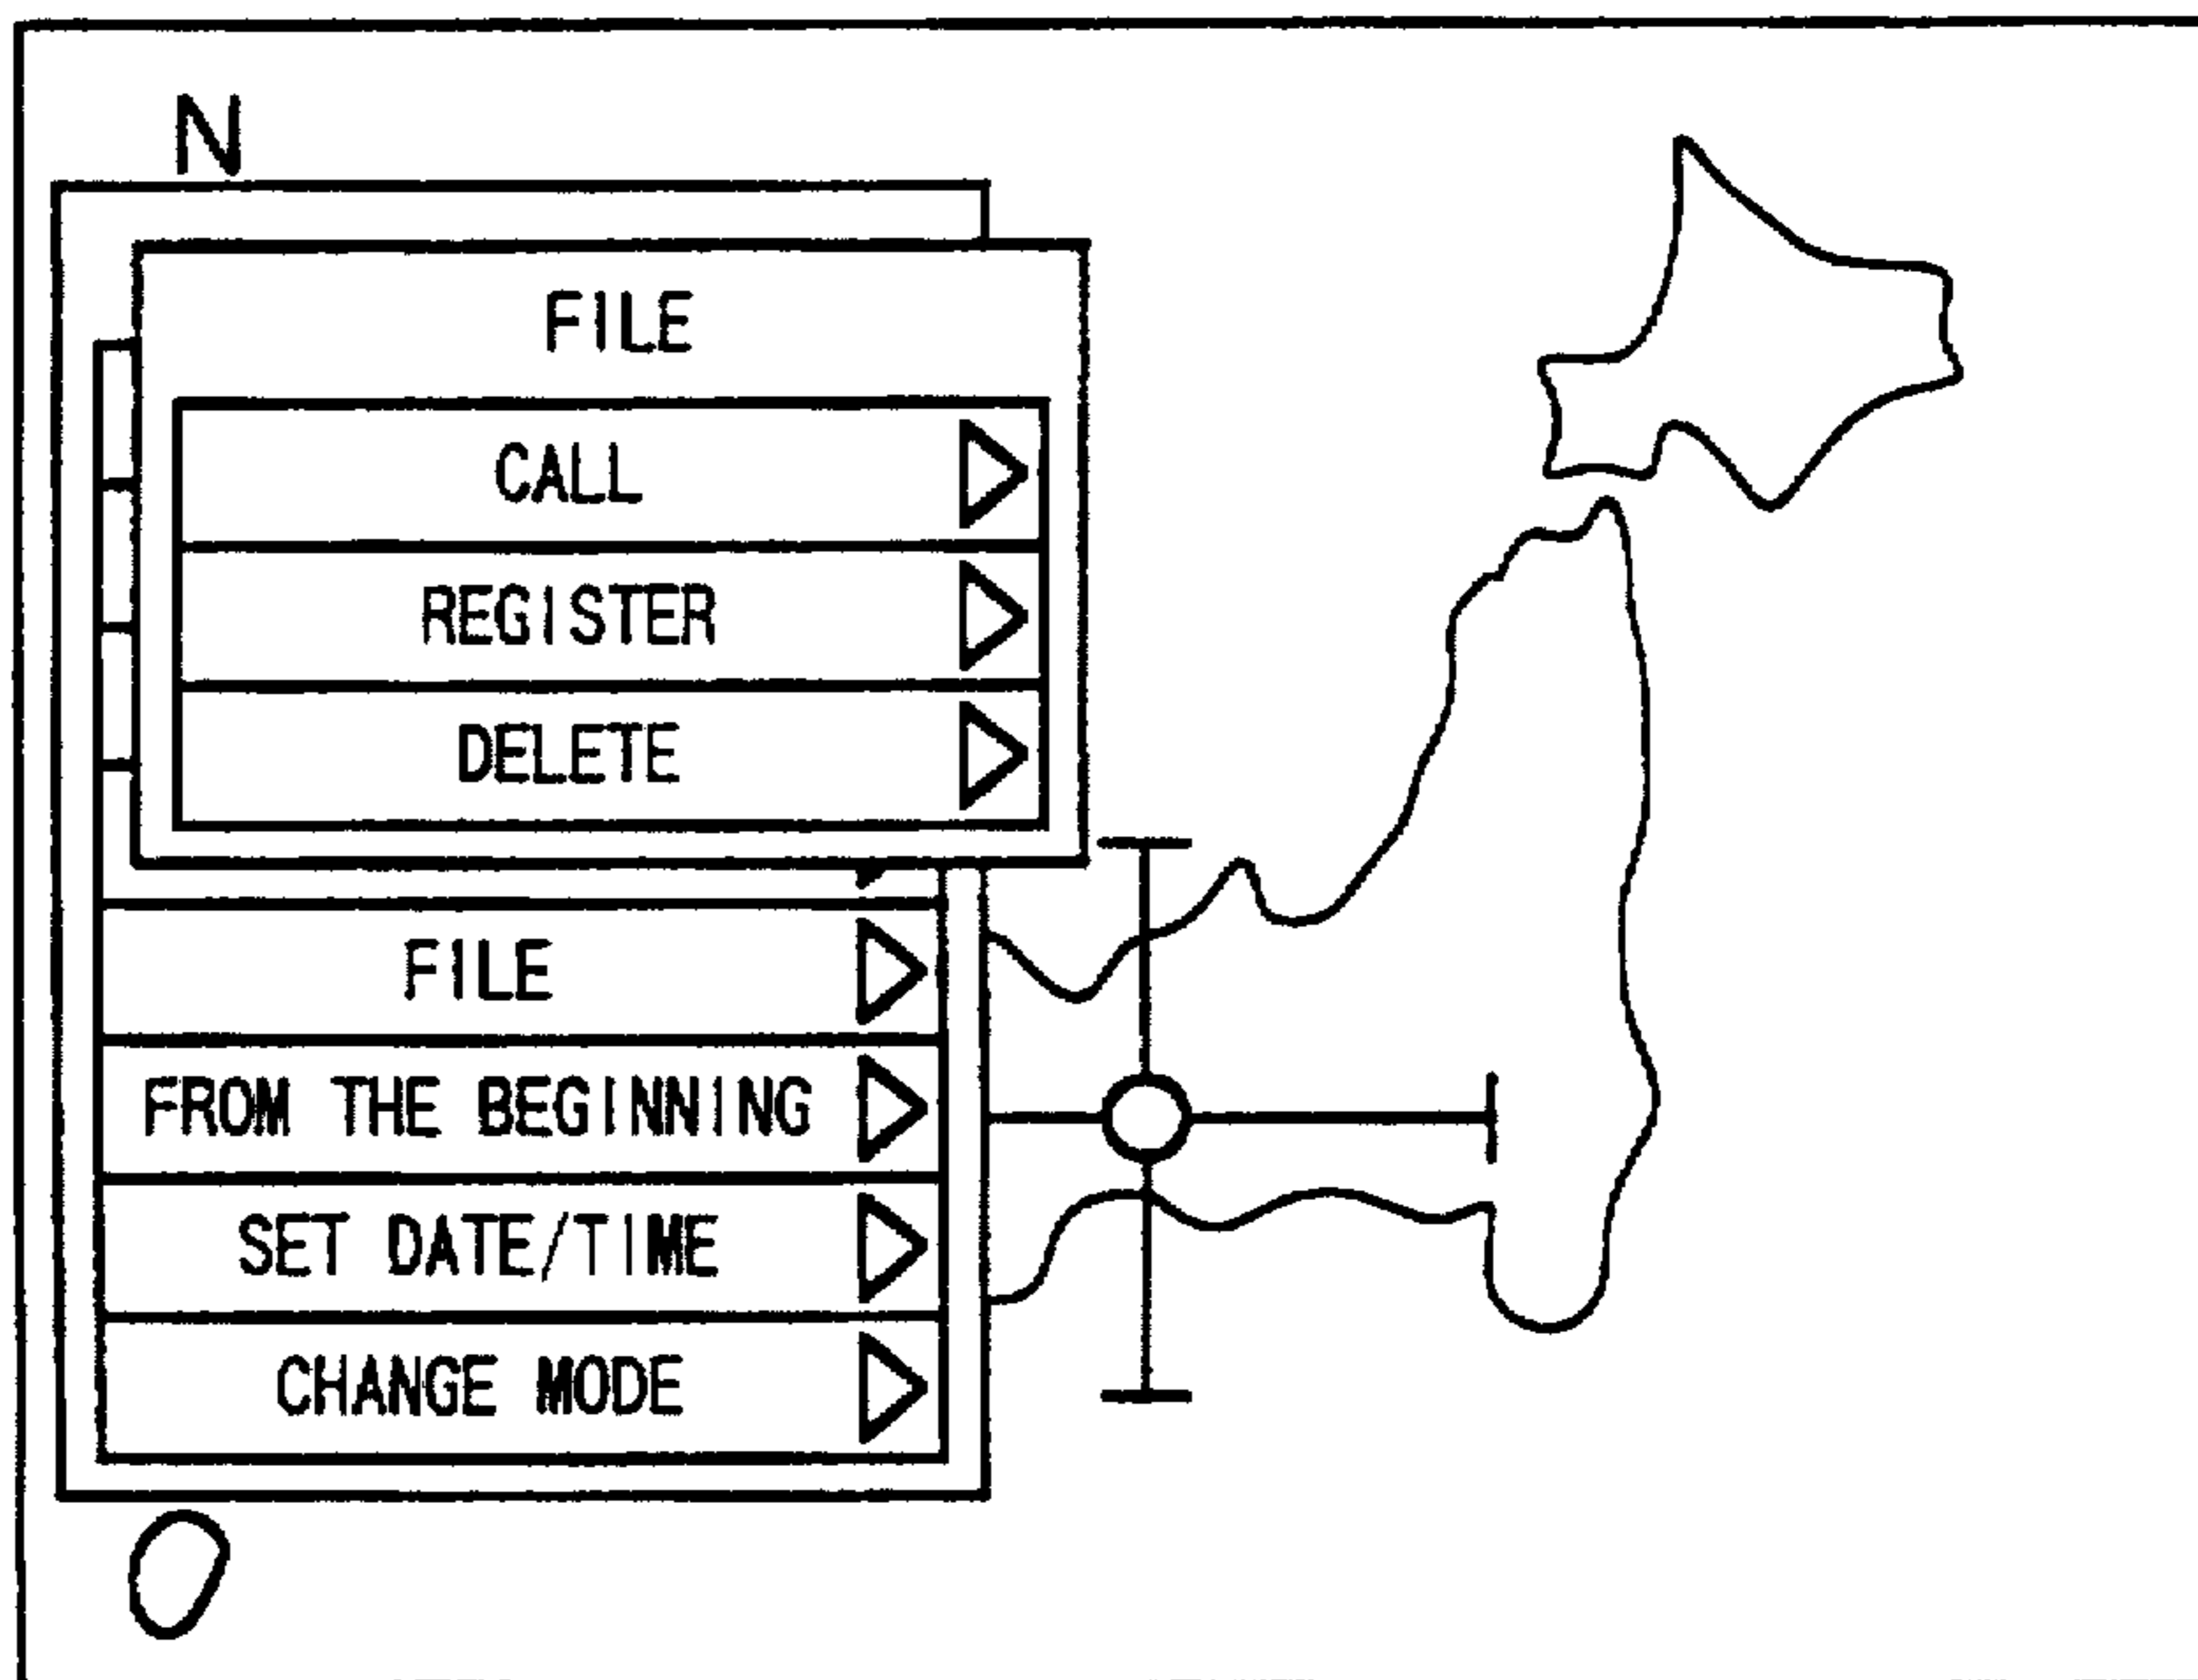 N
FILE
CALL
REGISTER
DELETE
FILE
FROM THE BEGINNING
SET DATE/TIME
CHANGE MODE